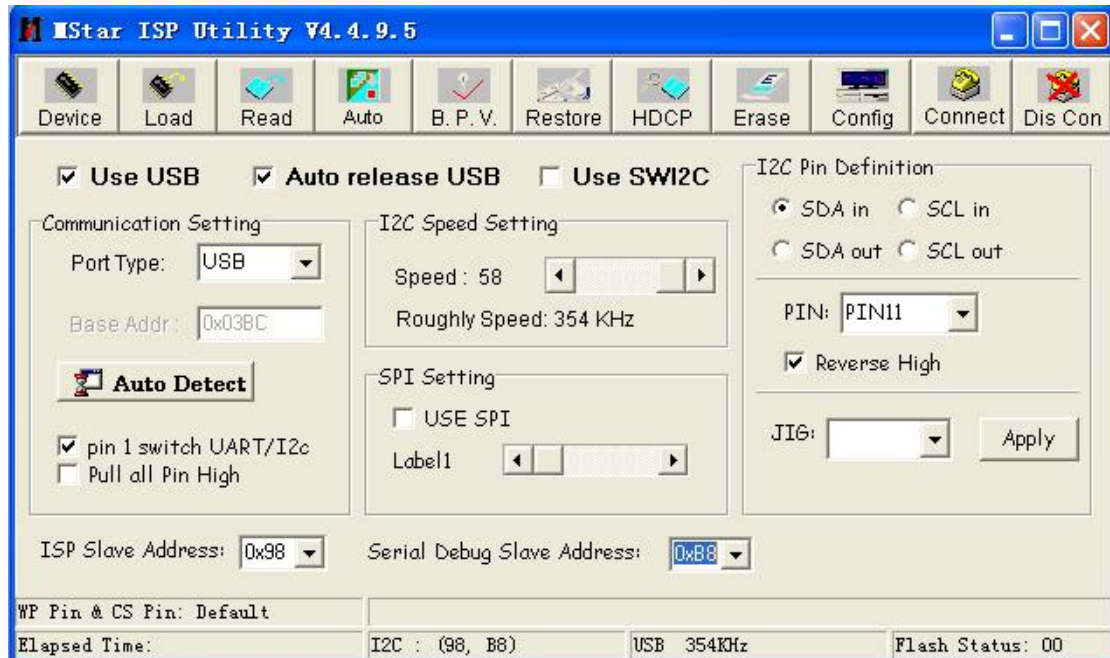 MStar ISP Utility V4.4.9.5
Device Load Read Auto B. P. V. Restore HDCP Erase Config Connect Dis Con
Use USB Auto release USB Use SWI2C
I2C Pin Definition
SDA in SCL in
SDA out SCL out
PIN: PIN11
Reverse High
JIG: Apply
Communication Setting
Port Type: USB
Base Addr: 0x03BC
Auto Detect
pin 1 switch UART/I2c
Pull all Pin High
I2C Speed Setting
Speed : 58
Roughly Speed: 354 KHz
SPI Setting
USE SPI
Label1
ISP Slave Address: 0x98 Serial Debug Slave Address: 0xB8
WP Pin & CS Pin: Default
Elapsed Time: I2C : (98, B8) USB 354KHz Flash Status: 00